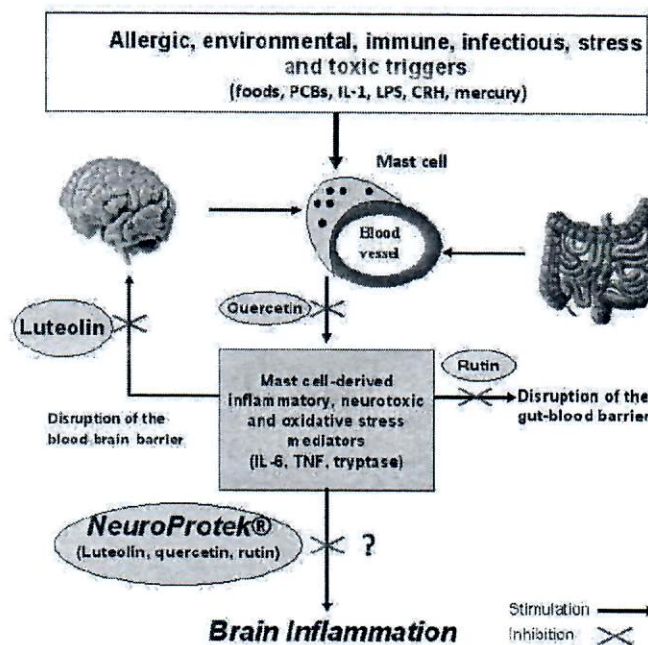 Allergic, environmental, immune, infectious, stress
and toxic triggers
(foods, PCBs, IL-1, LPS, CRH, mercury)
Mast cell
Blood
vessel
Quercetin
Luteolin
Rutin
Mast cell-derived
inflammatory, neurotoxic
and oxidative stress
mediators
(IL-6, TNF, tryptase)
Disruption of the
blood brain barrier
Disruption of the
gut-blood barrier
NeuroProtek®
(Luteolin, quercetin, rutin)
?
Brain Inflammation
Stimulation
Inhibition